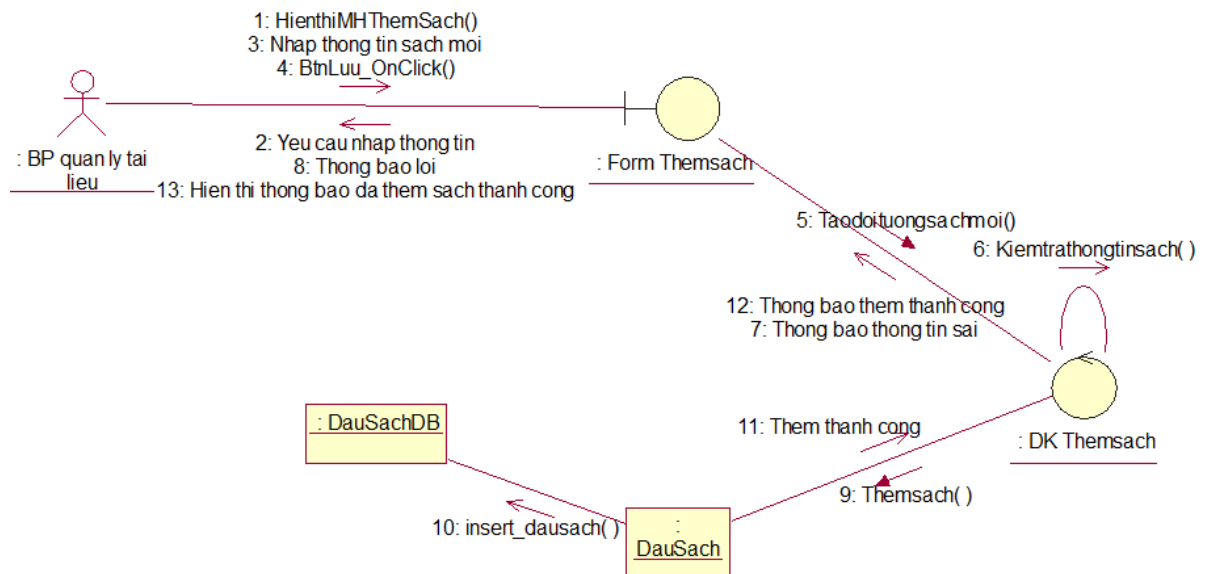 1: HienthiMHThemSach()
3: Nhap thong tin sach moi
4: BtnLuu_OnClick()
: BP quan ly tai
lieu
2: Yeu cau nhap thong tin
8: Thong bao loi
13: Hien thi thong bao da them sach thanh cong
: Form Themsach
5: Taodoituongsachmoi()
6: Kiemtrathongtinsach( )
12: Thong bao them thanh cong
7: Thong bao thong tin sai
: DauSachDB
11: Them thanh cong
: DK Themsach
9: Themsach( )
10: insert_dausach( )
:
DauSach